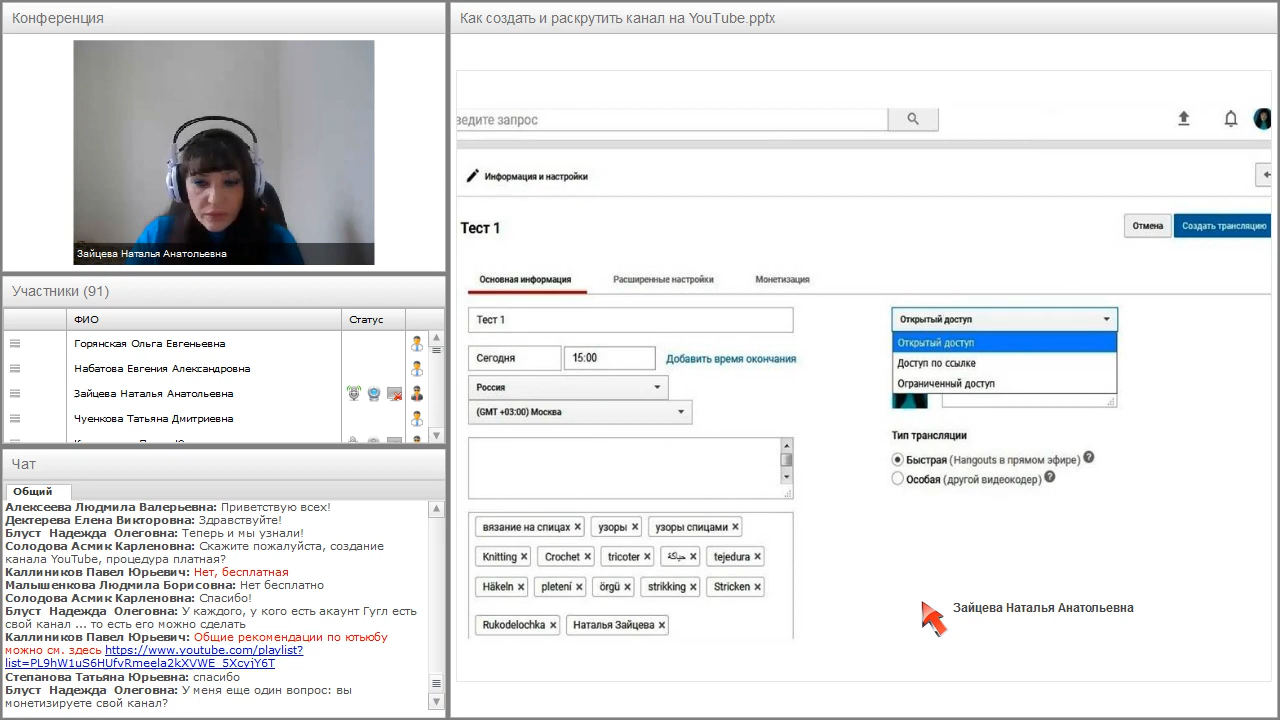 Конференция
Зайцева Наталья Анатольевна
Участники (91)
ФИО
Статус
Горянская Ольга Евгеньевна
Набатова Евгения Александровна
Зайцева Наталья Анатольевна
Чуенкова Татьяна Дмитриевна
Чат
Общий
Алексеева Людмила Валерьевна: Приветствую всех!
Дектерева Елена Викторовна: Здравствуйте!
Блуст Надежда Олеговна: Теперь и мы узнали!
Солодова Асмик Карленовна: Скажите пожалуйста, создание
канала YouTube, процедура платная?
Каллиников Павел Юрьевич: Нет, бесплатная
Малышенкова Людмила Борисовна: Нет бесплатно
Солодова Асмик Карленовна: Спасибо!
Блуст Надежда Олеговна: У каждого, у кого есть акаунт Гугл есть
свой канал ... то есть его можно сделать
Каллиников Павел Юрьевич: Общие рекомендации по ютьюбу
можно см. здесь https://www.youtube.com/playlist?
list=PL9hW1uS6HUfvRmeela2kXVWE_5XcyjY6T
Степанова Татьяна Юрьевна: спасибо
Блуст Надежда Олеговна: У меня еще один вопрос: вы
монетизируете свой канал?
Как создать и раскрутить канал на YouTube.pptx
ведите запрос
Информация и настройки
Тест 1
Отмена
Создать трансляцию
Основная информация
Расширенные настройки
Монетизация
Тест 1
Сегодня
15:00
Добавить время окончания
Россия
(GMT +03:00) Москва
Открытый доступ
Открытый доступ
Доступ по ссылке
Ограниченный доступ
Тип трансляции
Быстрая (Hangouts в прямом эфире) ?
Особая (другой видеокодер) ?
вязание на спицах × узоры × узоры спицами ×
Knitting × Crochet × tricoter × حياكة × tejedura ×
Häkeln × pletení × örgü × strikking × Stricken ×
Rukodelochka × Наталья Зайцева ×
Зайцева Наталья Анатольевна